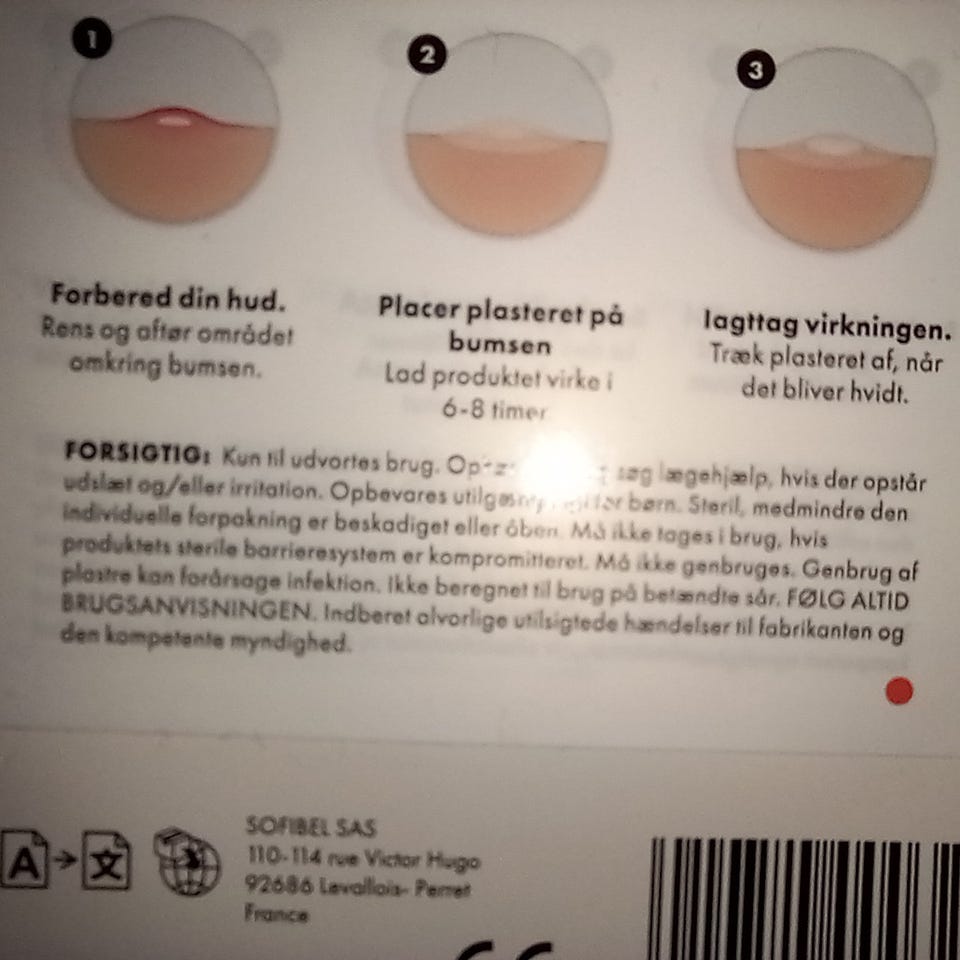 1
2
3
Forbered din hud.
Rens og aftør området
omkring bumsen.
Placer plasteret på
bumsen
Lad produktet virke i
6-8 timer
Iagttag virkningen.
Træk plasteret af, når
det bliver hvidt.
FORSIGTIG: Kun til udvortes brug. søg lægehjælp, hvis der opstår
udslæt og/eller irritation. Opbevares børn. Steril, medmindre den
individuelle forpakning er beskadiget eller åben. Må ikke tages i brug, hvis
produktets sterile barrieresystem er kompromitteret. Må ikke genbruges. Genbrug af
plastre kan forårsage infektion. Ikke beregnet til brug på betændte sår. FØLG ALTID
BRUGSANVISNINGEN. Indberet alvorlige utilsigtede hændelser til fabrikanten og
den kompetente myndighed.
A 文
SOFIBEL SAS
110-114 rue Victor Hugo
92686 Levallois- Perret
France